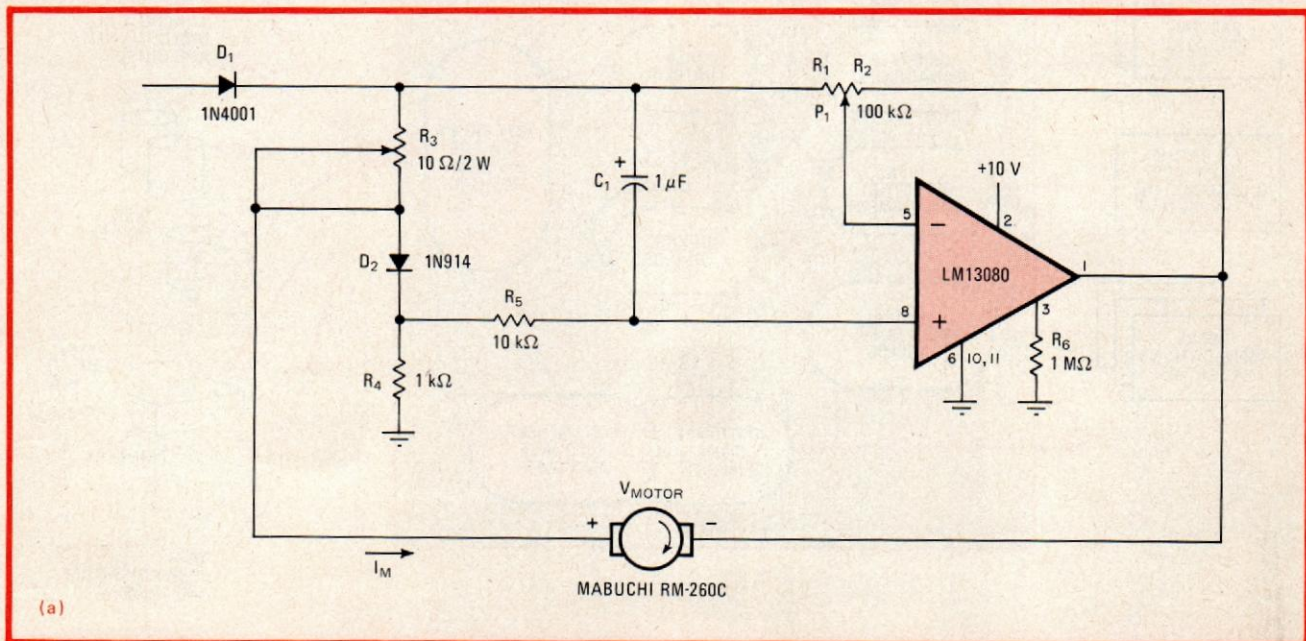 D1
1N4001
R3
10 Ω/2 W
D2
1N914
R4
1 kΩ
R5
10 kΩ
C1
+
1 μF
R1 R2
P1 100 kΩ
+10 V
5
−
2
LM13080
1
8
+
3
6
10, 11
R6
1 MΩ
VMOTOR
+ −
IM
MABUCHI RM-260C
(a)